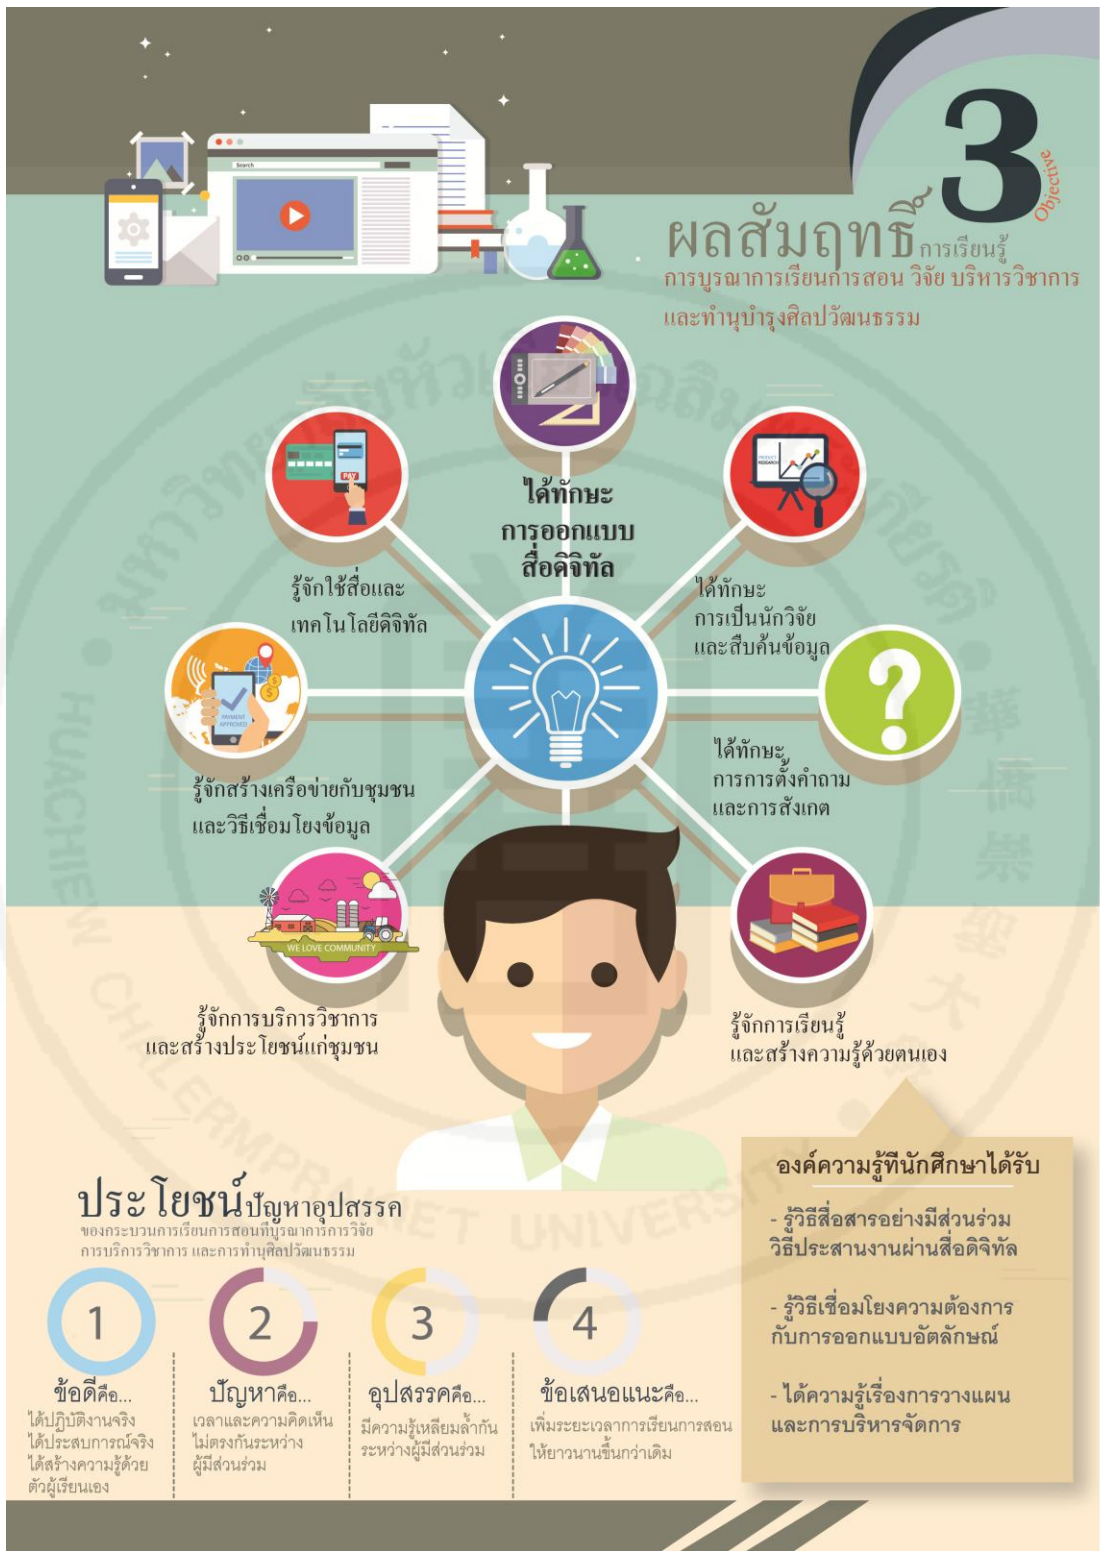 Search
3
Objective
ผลสัมฤทธิ์ การเรียนรู้
การบูรณาการเรียนการสอน วิจัย บริหารวิชาการ
และทำนุบำรุงศิลปวัฒนธรรม
PAY
PRODUCT
RESEARCH
ได้ทักษะ
การออกแบบ
สื่อดิจิทัล
รู้จักใช้สื่อและ
เทคโนโลยีดิจิทัล
ได้ทักษะ
การเป็นนักวิจัย
และสืบค้นข้อมูล
PAYMENT
APPROVED
?
รู้จักสร้างเครือข่ายกับชุมชน
และวิธีเชื่อมโยงข้อมูล
ได้ทักษะ
การการตั้งคำถาม
และการสังเกต
WE LOVE COMMUNITY
รู้จักการบริการวิชาการ
และสร้างประโยชน์แก่ชุมชน
รู้จักการเรียนรู้
และสร้างความรู้ด้วยตนเอง
องค์ความรู้ที่นักศึกษาได้รับ
- รู้วิธีสื่อสารอย่างมีส่วนร่วม
วิธีประสานงานผ่านสื่อดิจิทัล
- รู้วิธีเชื่อมโยงความต้องการ
กับการออกแบบอัตลักษณ์
- ได้ความรู้เรื่องการวางแผน
และการบริหารจัดการ
ประโยชน์ปัญหาอุปสรรค
ของกระบวนการเรียนการสอนที่บูรณาการการวิจัย
การบริการวิชาการ และการทำนุศิลปวัฒนธรรม
1
ข้อดีคือ...
ได้ปฏิบัติงานจริง
ได้ประสบการณ์จริง
ได้สร้างความรู้ด้วย
ตัวผู้เรียนเอง
2
ปัญหาคือ...
เวลาและความคิดเห็น
ไม่ตรงกันระหว่าง
ผู้มีส่วนร่วม
3
อุปสรรคคือ...
มีความรู้เหลียมล้ำกัน
ระหว่างผู้มีส่วนร่วม
4
ข้อเสนอแนะคือ...
เพิ่มระยะเวลาการเรียนการสอน
ให้ยาวนานขึ้นกว่าเดิม
HUACHIEW CHALERMPRAKIET UNIVERSITY